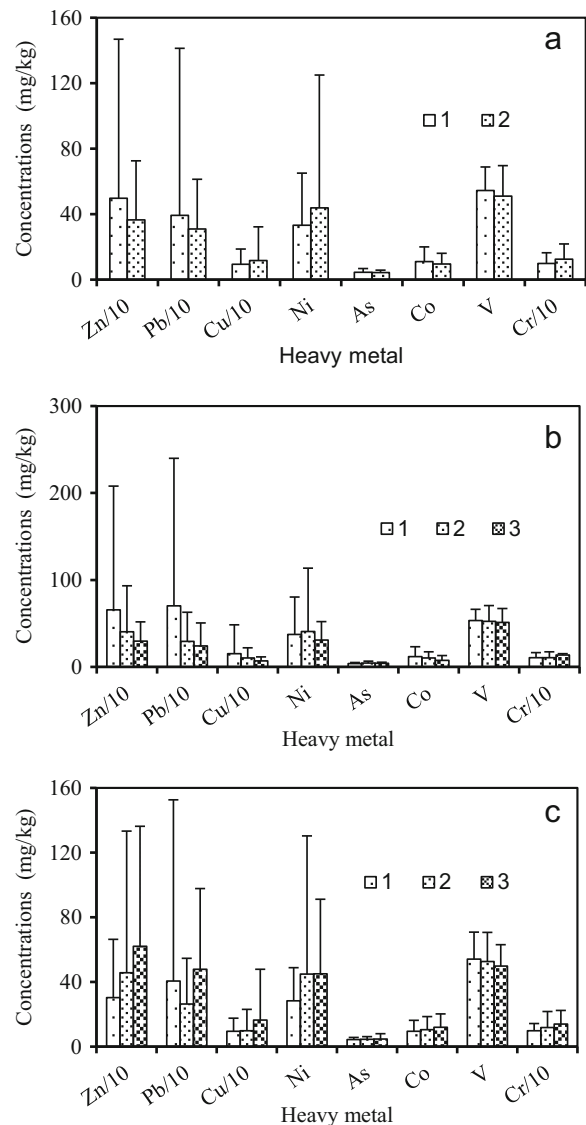 160
a
120
1 2
80
40
0
Concentrations (mg/kg)
Zn/10 Pb/10 Cu/10 Ni As Co V Cr/10
Heavy metal
300
b
200
1 2 3
100
0
Concentrations (mg/kg)
Zn/10 Pb/10 Cu/10 Ni As Co V Cr/10
Heavy metal
160
c
120
1 2 3
80
40
0
Concentrations (mg/kg)
Zn/10 Pb/10 Cu/10 Ni As Co V Cr/10
Heavy metal